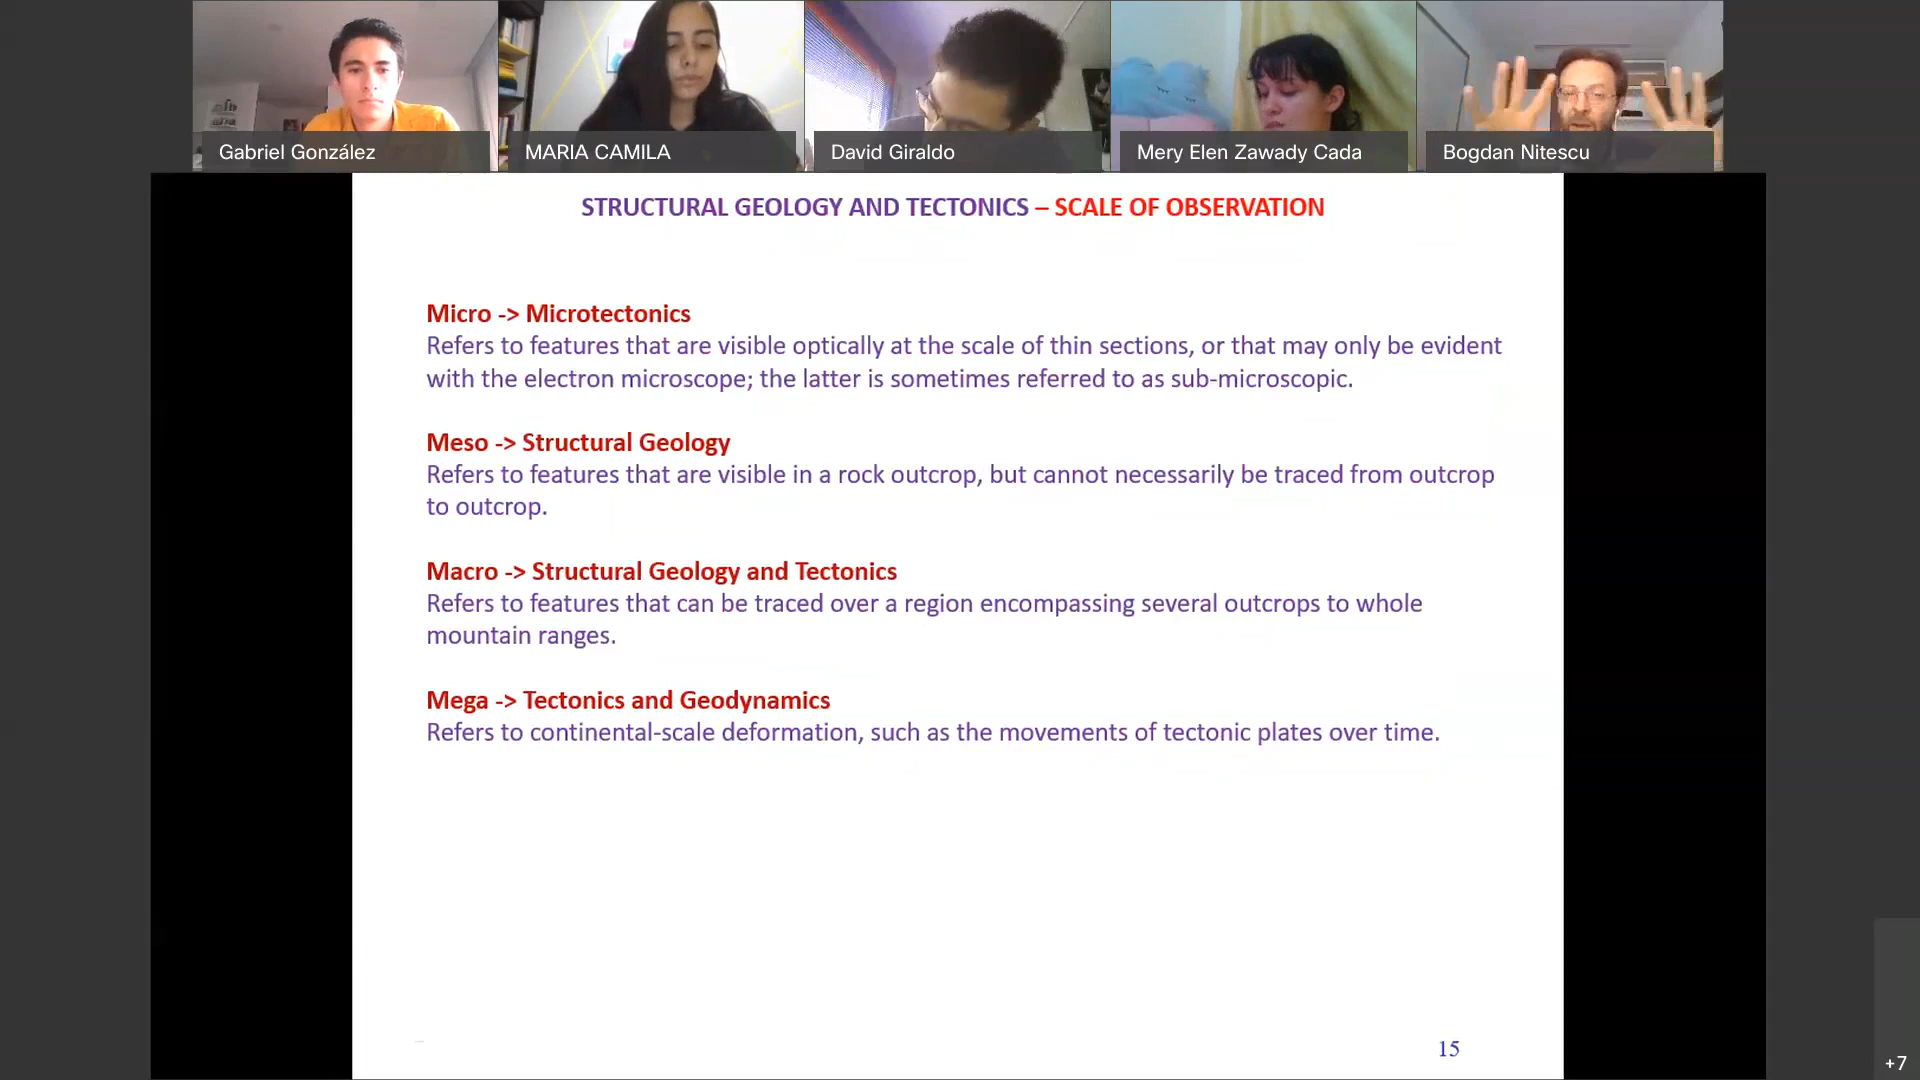 Gabriel González
MARIA CAMILA
David Giraldo
Mery Elen Zawady Cada
Bogdan Nitescu
STRUCTURAL GEOLOGY AND TECTONICS – SCALE OF OBSERVATION
Micro -> Microtectonics
Refers to features that are visible optically at the scale of thin sections, or that may only be evident
with the electron microscope; the latter is sometimes referred to as sub-microscopic.
Meso -> Structural Geology
Refers to features that are visible in a rock outcrop, but cannot necessarily be traced from outcrop
to outcrop.
Macro -> Structural Geology and Tectonics
Refers to features that can be traced over a region encompassing several outcrops to whole
mountain ranges.
Mega -> Tectonics and Geodynamics
Refers to continental-scale deformation, such as the movements of tectonic plates over time.
15
+7